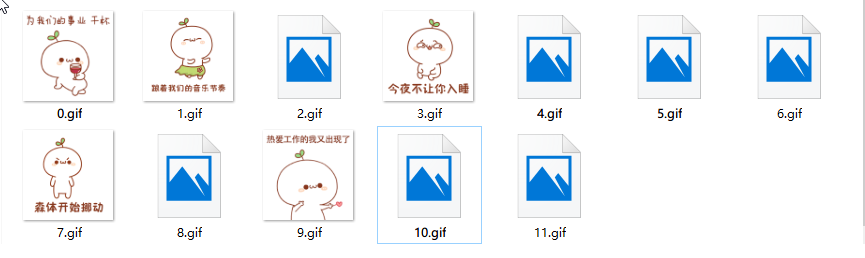 为我们的事业 干杯
0.gif
跟着我们的音乐节奏
1.gif
2.gif
今夜不让你入睡
3.gif
4.gif
5.gif
6.gif
森体开始挪动
7.gif
8.gif
热爱工作的我又出现了
9.gif
10.gif
11.gif